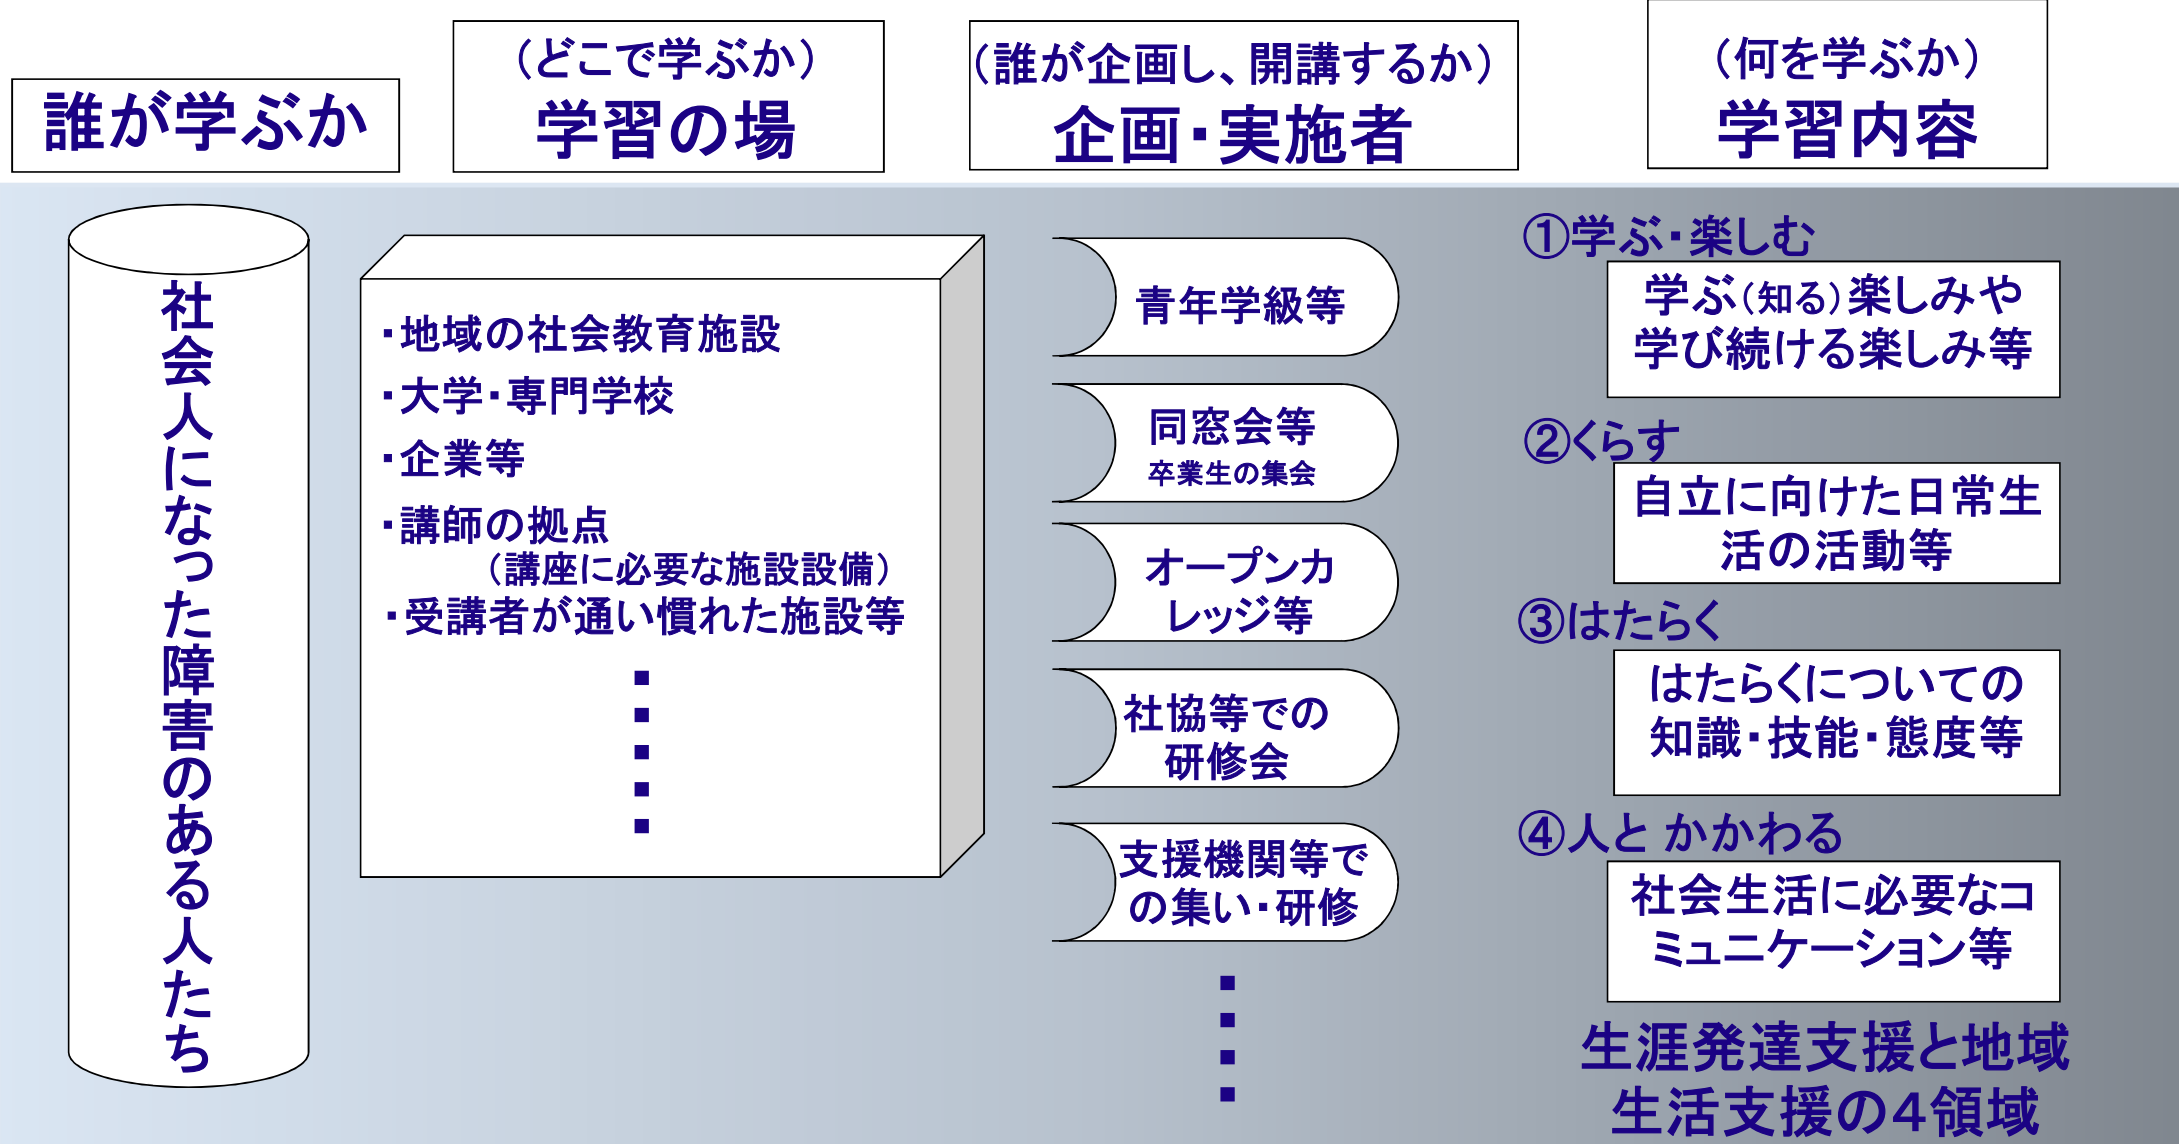 誰が学ぶか
（どこで学ぶか）
学習の場
（誰が企画し、開講するか）
企画・実施者
（何を学ぶか）
学習内容
社会人になった障害のある人たち
・地域の社会教育施設
・大学・専門学校
・企業等
・講師の拠点
（講座に必要な施設設備）
・受講者が通い慣れた施設等
青年学級等
同窓会等
卒業生の集会
オープンカ
レッジ等
社協等での
研修会
支援機関等で
の集い・研修
①学ぶ・楽しむ
学ぶ（知る）楽しみや
学び続ける楽しみ等
②くらす
自立に向けた日常生
活の活動等
③はたらく
はたらくについての
知識・技能・態度等
④人と かかわる
社会生活に必要なコ
ミュニケーション等
生涯発達支援と地域
生活支援の４領域